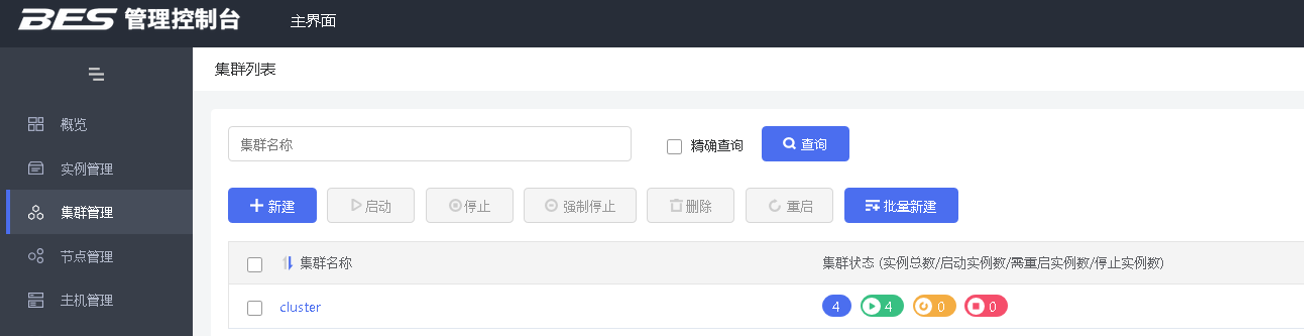 BES 管理控制台 主界面
集群列表
概览
实例管理
集群管理
节点管理
主机管理
集群名称 精确查询 查询
新建 启动 停止 强制停止 删除 重启 批量新建
集群名称 集群状态 (实例总数/启动实例数/需重启实例数/停止实例数)
cluster 4 4 0 0